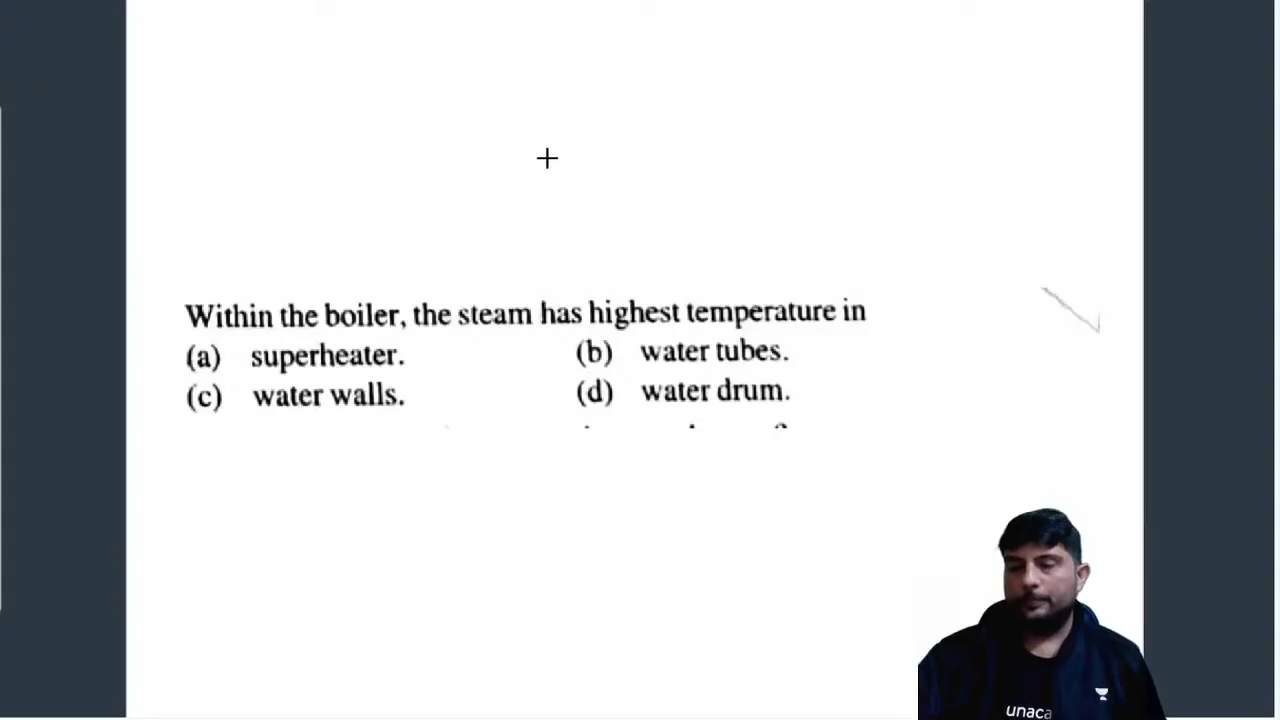 Within the boiler, the steam has highest temperature in
(a) superheater. (b) water tubes.
(c) water walls. (d) water drum.
unaca